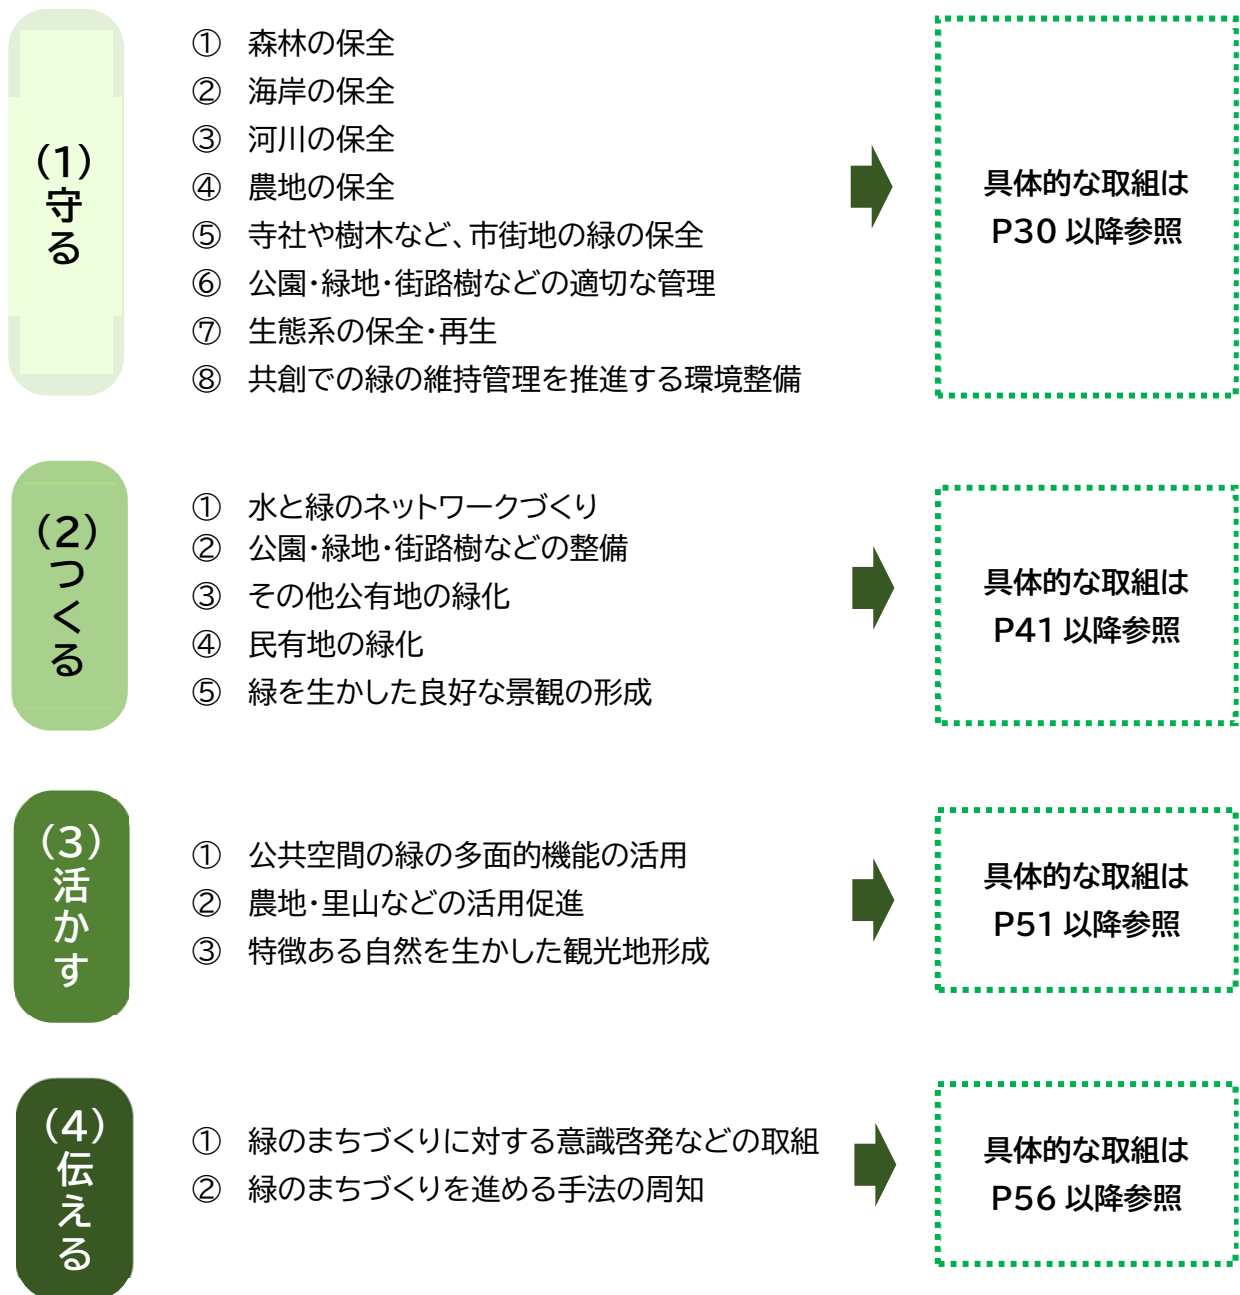 (1)守る
① 森林の保全
② 海岸の保全
③ 河川の保全
④ 農地の保全
⑤ 寺社や樹木など、市街地の緑の保全
⑥ 公園・緑地・街路樹などの適切な管理
⑦ 生態系の保全・再生
⑧ 共創での緑の維持管理を推進する環境整備
具体的な取組は
P30 以降参照
(2)つくる
① 水と緑のネットワークづくり
② 公園・緑地・街路樹などの整備
③ その他公有地の緑化
④ 民有地の緑化
⑤ 緑を生かした良好な景観の形成
具体的な取組は
P41 以降参照
(3)活かす
① 公共空間の緑の多面的機能の活用
② 農地・里山などの活用促進
③ 特徴ある自然を生かした観光地形成
具体的な取組は
P51 以降参照
(4)伝える
① 緑のまちづくりに対する意識啓発などの取組
② 緑のまちづくりを進める手法の周知
具体的な取組は
P56 以降参照